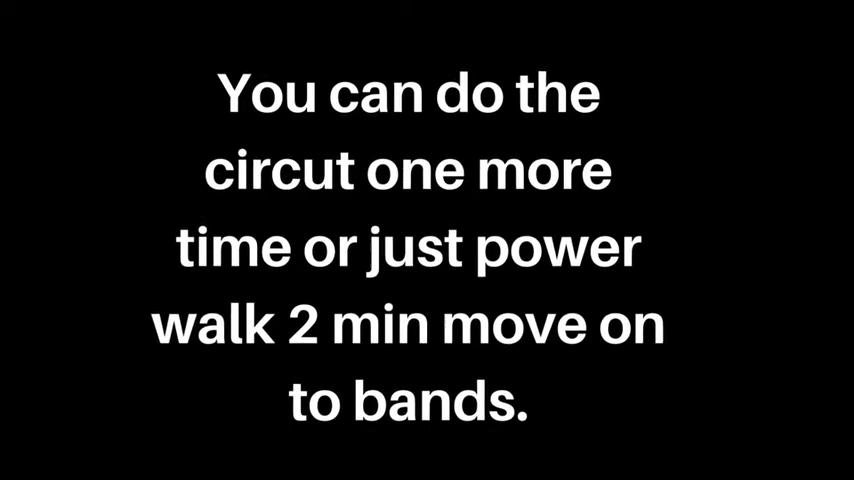 You can do the
circut one more
time or just power
walk 2 min move on
to bands.